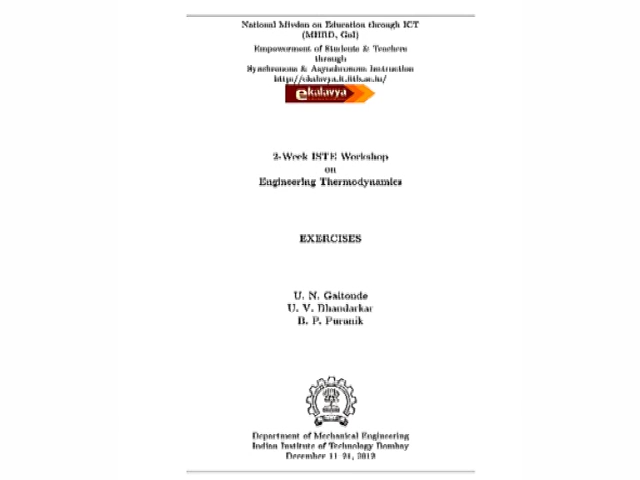 National Mission on Education through ICT
(MHRD, GoI)
Empowerment of Students & Teachers
through
Synchronous & Asynchronous Instruction
http://ekalavya.it.iitb.ac.in/
ekalavya
2-Week ISTE Workshop
on
Engineering Thermodynamics
EXERCISES
U. N. Gaitonde
U. V. Bhandarkar
B. P. Puranik
Department of Mechanical Engineering
Indian Institute of Technology Bombay
December 11–21, 2012